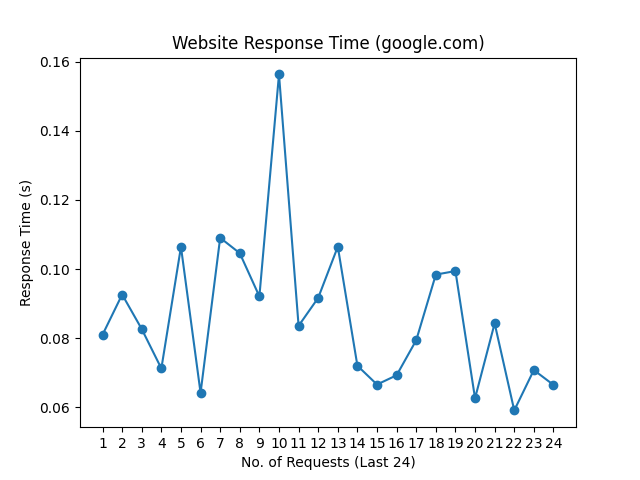 Website Response Time (google.com)
0.16
0.14
0.12
0.10
0.08
0.06
Response Time (s)
1 2 3 4 5 6 7 8 9 10 11 12 13 14 15 16 17 18 19 20 21 22 23 24
No. of Requests (Last 24)